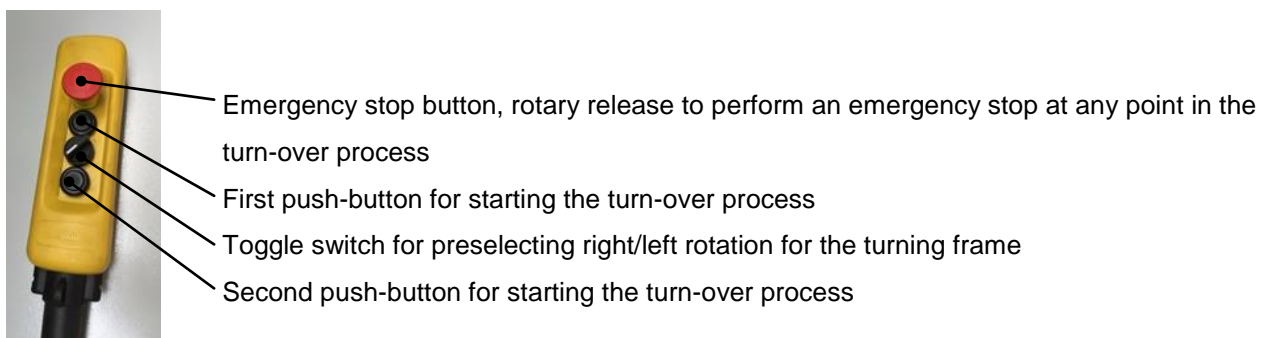 Emergency stop button, rotary release to perform an emergency stop at any point in the
turn-over process
First push-button for starting the turn-over process
Toggle switch for preselecting right/left rotation for the turning frame
Second push-button for starting the turn-over process